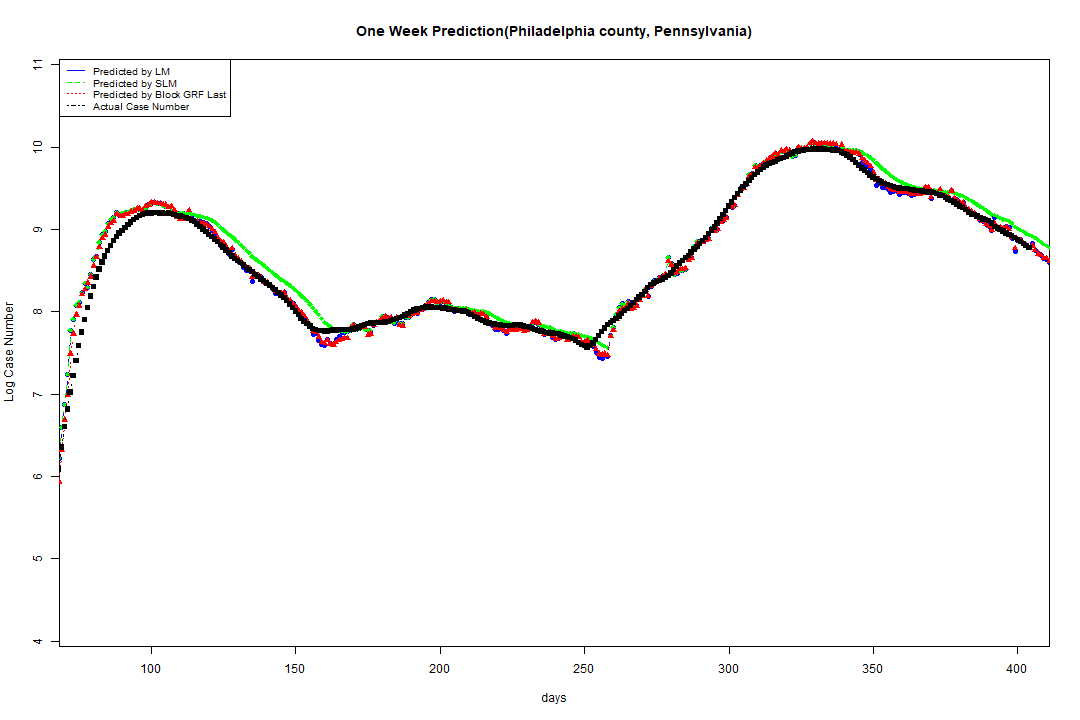 One Week Prediction(Philadelphia county, Pennsylvania)
11
Predicted by LM
Predicted by SLM
Predicted by Block GRF Last
Actual Case Number
10
9
8
7
6
5
4
Log Case Number
100 150 200 250 300 350 400
days